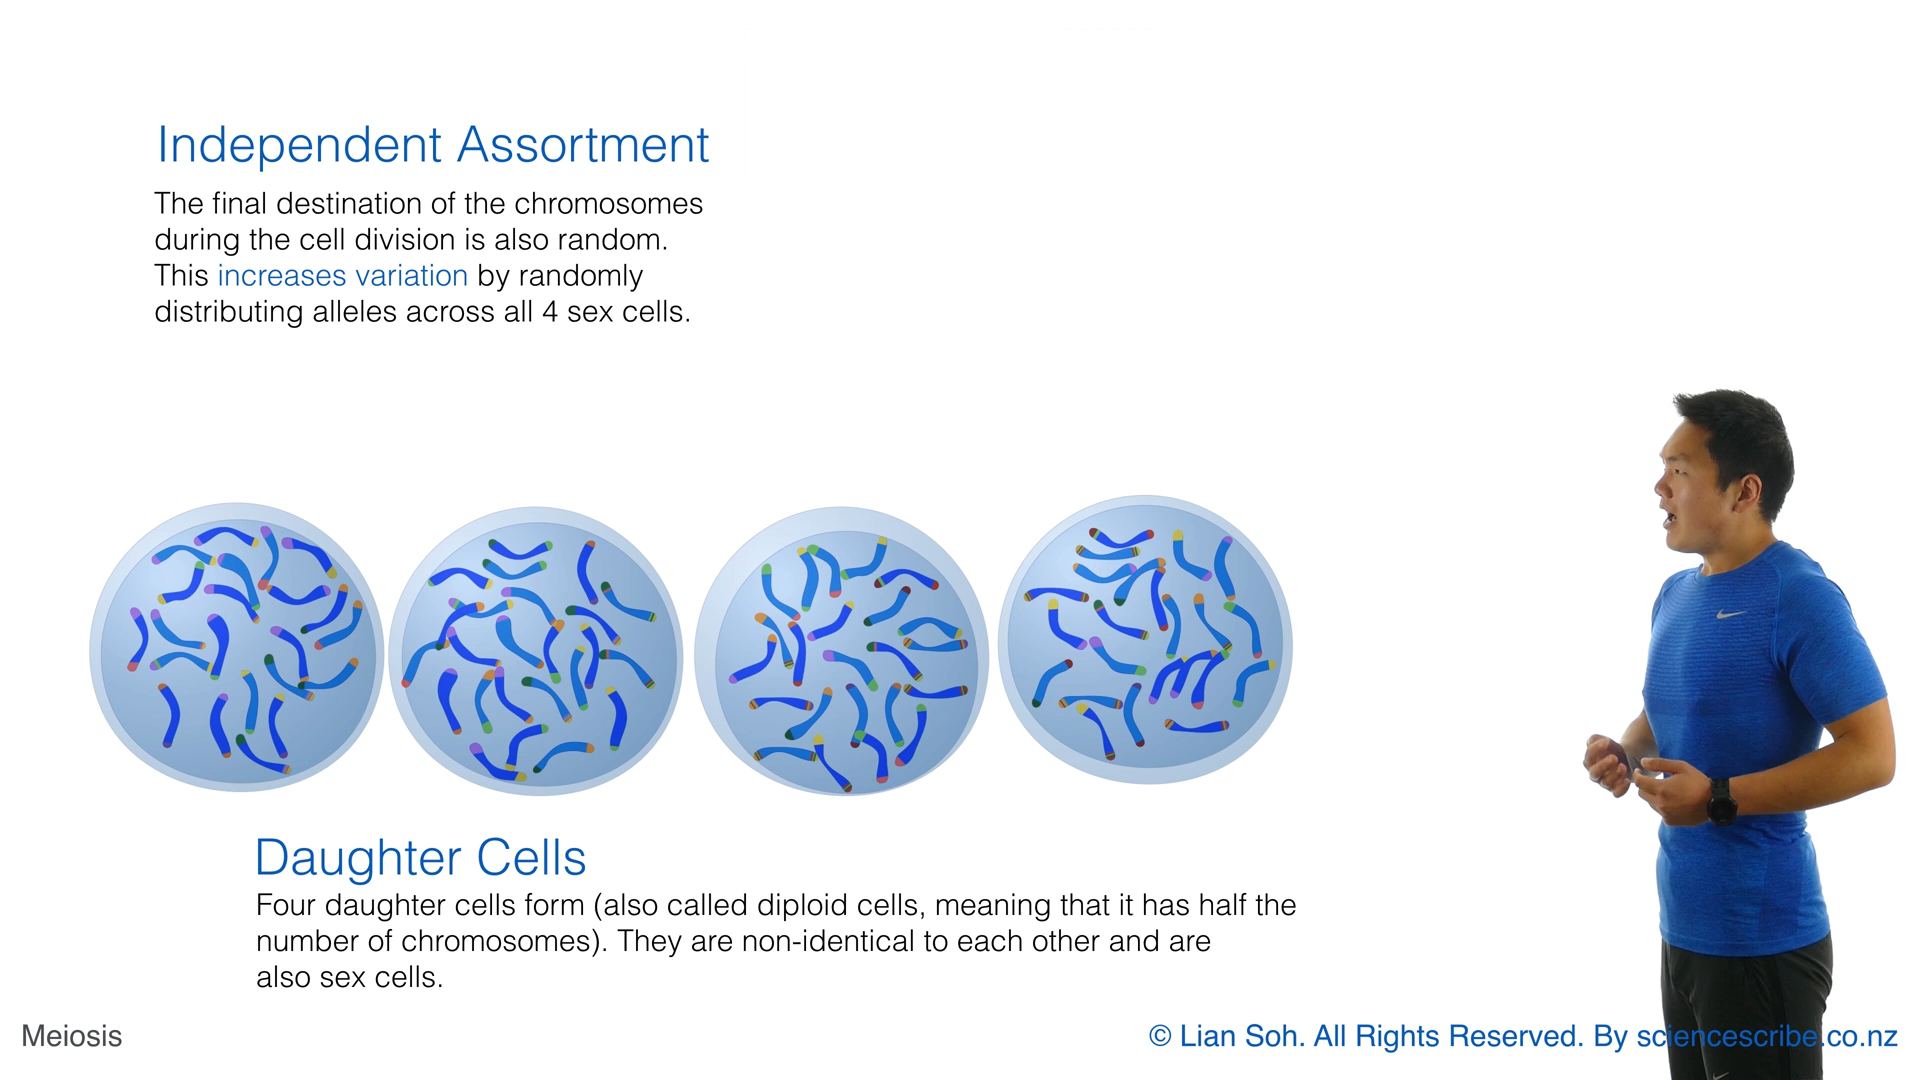 Independent Assortment
The final destination of the chromosomes
during the cell division is also random.
This increases variation by randomly
distributing alleles across all 4 sex cells.
Daughter Cells
Four daughter cells form (also called diploid cells, meaning that it has half the
number of chromosomes). They are non-identical to each other and are
also sex cells.
Meiosis
© Lian Soh. All Rights Reserved. By sciencescribe.co.nz